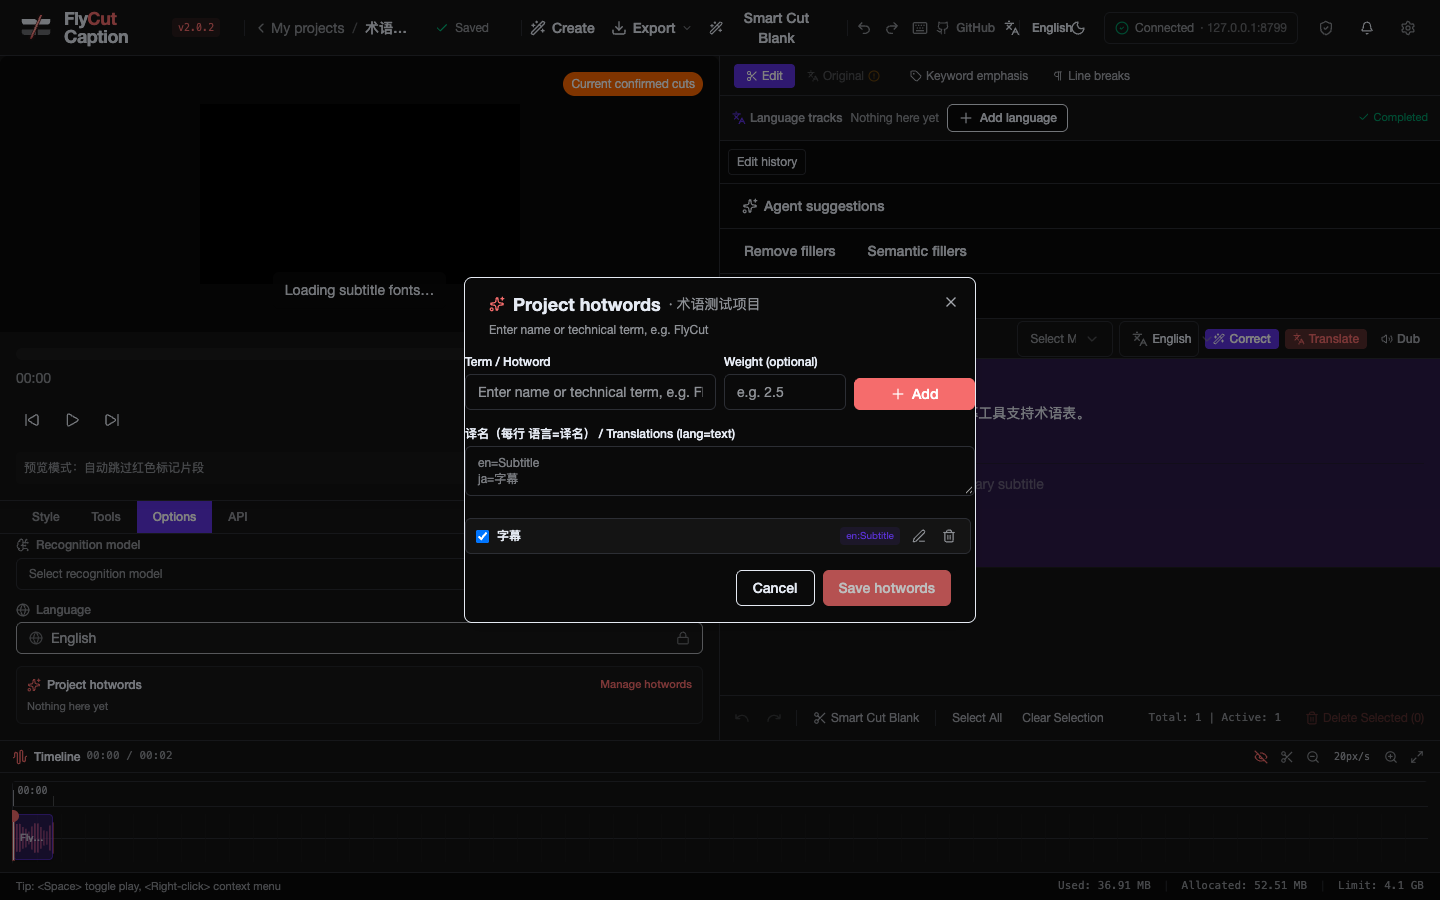 FlyCut Caption
v2.0.2
My projects / 术语...
Saved
Create
Export
Smart Cut Blank
GitHub
English
Connected · 127.0.0.1:8799
Current confirmed cuts
Loading subtitle fonts...
00:00
预览模式：自动跳过红色标记片段
Style
Tools
Options
API
Recognition model
Select recognition model
Language
English
Project hotwords
Manage hotwords
Nothing here yet
Edit
Original
Keyword emphasis
Line breaks
Language tracks
Nothing here yet
Add language
Completed
Edit history
Agent suggestions
Remove fillers
Semantic fillers
Select M
English
Correct
Translate
Dub
工具支持术语表。
ary subtitle
Project hotwords · 术语测试项目
Enter name or technical term, e.g. FlyCut
Term / Hotword
Weight (optional)
Enter name or technical term, e.g. Fl
e.g. 2.5
Add
译名（每行 语言=译名） / Translations (lang=text)
en=Subtitle
ja=字幕
字幕
en:Subtitle
Cancel
Save hotwords
Smart Cut Blank
Select All
Clear Selection
Total: 1 | Active: 1
Delete Selected (0)
Timeline
00:00 / 00:02
20px/s
00:00
Fly...
Tip: <Space> toggle play, <Right-click> context menu
Used: 36.91 MB
Allocated: 52.51 MB
Limit: 4.1 GB